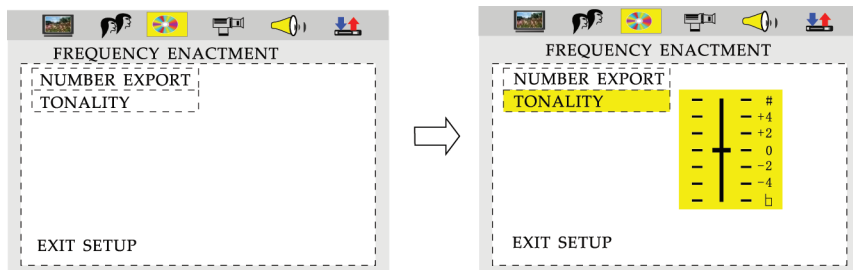 FREQUENCY ENACTMENT
NUMBER EXPORT
TONALITY
EXIT SETUP
FREQUENCY ENACTMENT
NUMBER EXPORT
TONALITY
#
+4
+2
0
-2
-4
b
EXIT SETUP